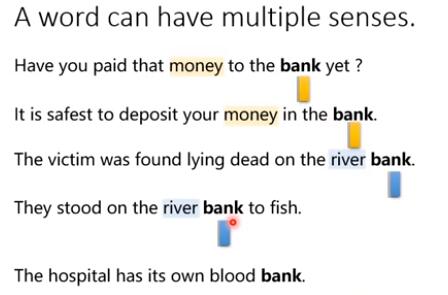 A word can have multiple senses.
Have you paid that money to the bank yet ?
It is safest to deposit your money in the bank.
The victim was found lying dead on the river bank.
They stood on the river bank to fish.
The hospital has its own blood bank.